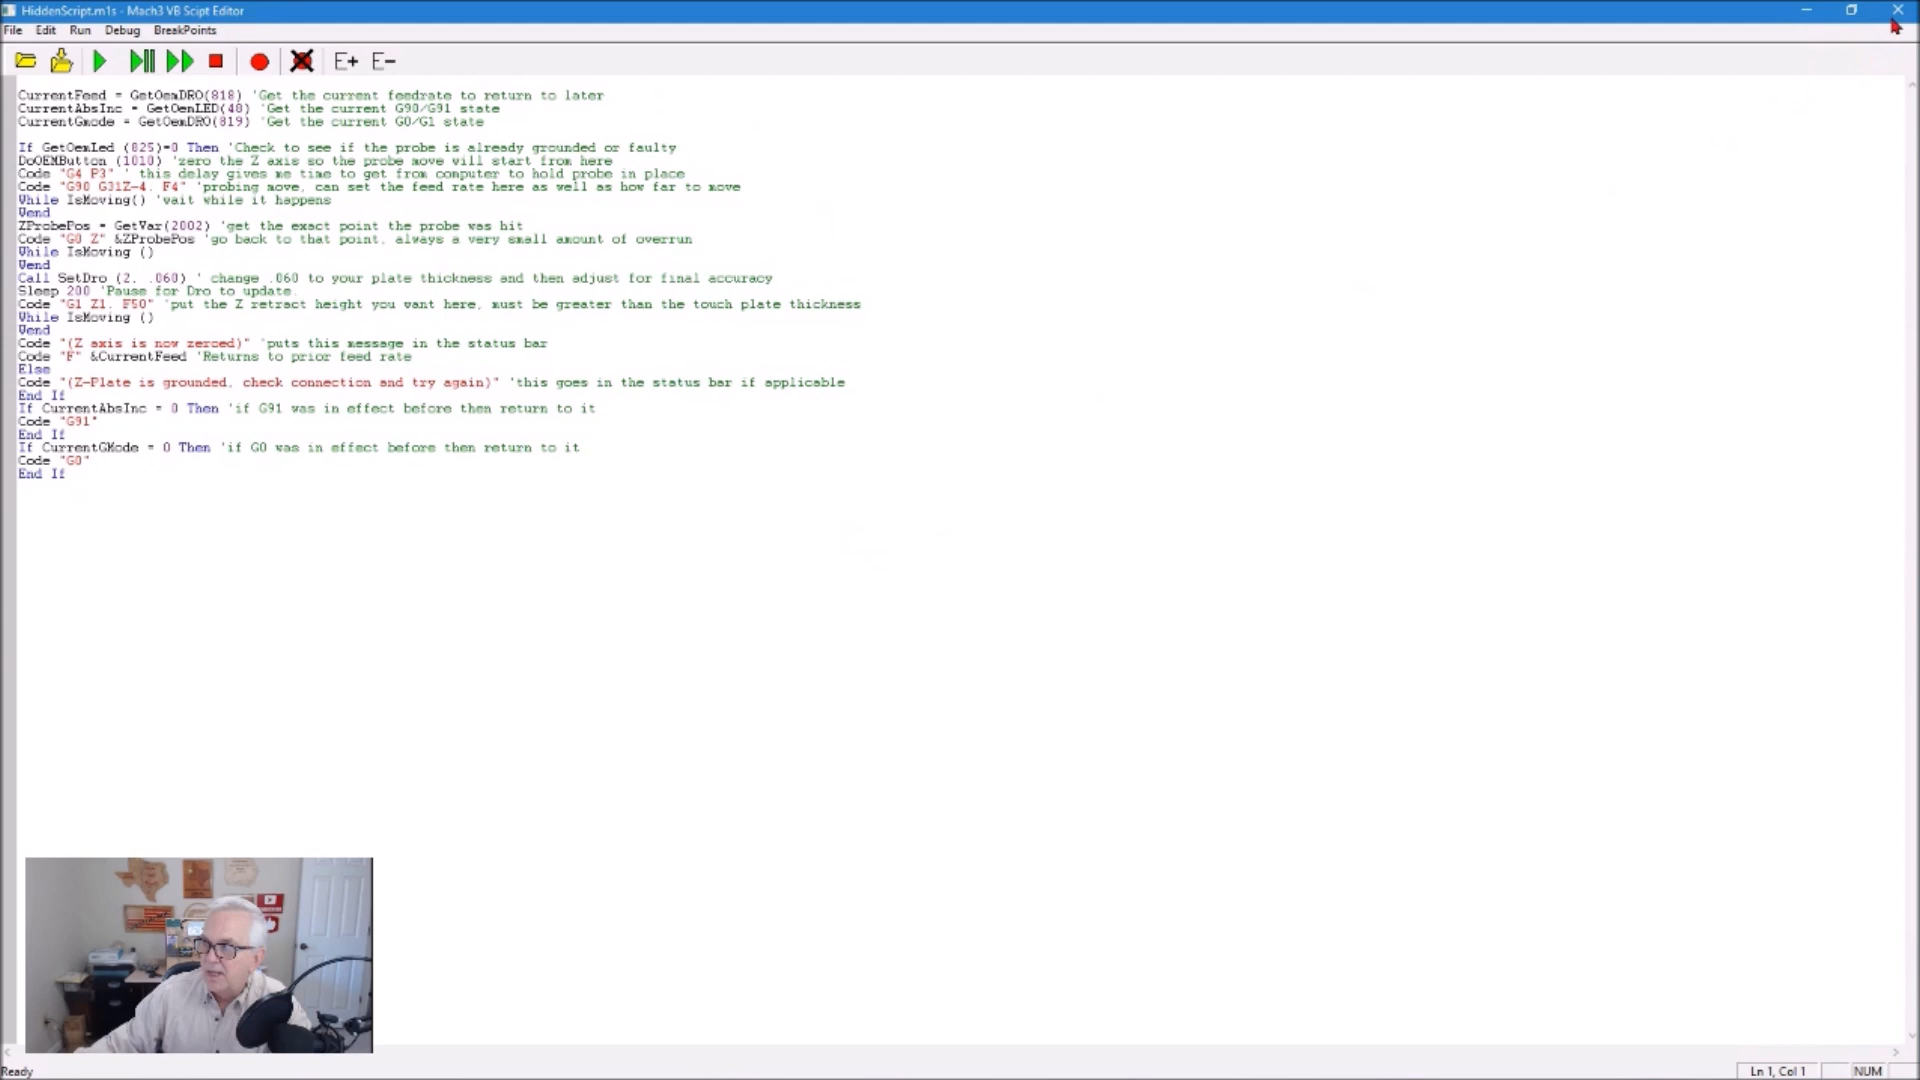 HiddenScript.m1s - Mach3 VB Scipt Editor
File Edit Run Debug BreakPoints
E+ E-
CurrentFeed = GetOemDRO(818) 'Get the current feedrate to return to later
CurrentAbsInc = GetOemLED(48) 'Get the current G90/G91 state
CurrentGmode = GetOemDRO(819) 'Get the current G0/G1 state
If GetOemLed (825)=0 Then 'Check to see if the probe is already grounded or faulty
DoOEMButton (1010) 'zero the Z axis so the probe move will start from here
Code "G4 P3" ' this delay gives me time to get from computer to hold probe in place
Code "G90 G31Z-4. F4" 'probing move, can set the feed rate here as well as how far to move
While IsMoving() 'wait while it happens
Wend
ZProbePos = GetVar(2002) 'get the exact point the probe was hit
Code "G0 Z" &ZProbePos 'go back to that point, always a very small amount of overrun
While IsMoving ()
Wend
Call SetDro (2, .060) ' change .060 to your plate thickness and then adjust for final accuracy
Sleep 200 'Pause for Dro to update.
Code "G1 Z1. F50" 'put the Z retract height you want here, must be greater than the touch plate thickness
While IsMoving ()
Wend
Code "(Z axis is now zeroed)" 'puts this message in the status bar
Code "F" &CurrentFeed 'Returns to prior feed rate
Else
Code "(Z-Plate is grounded, check connection and try again)" 'this goes in the status bar if applicable
End If
If CurrentAbsInc = 0 Then 'if G91 was in effect before then return to it
Code "G91"
End If
If CurrentGMode = 0 Then 'if G0 was in effect before then return to it
Code "G0"
End If
Ready
Ln 1, Col 1 NUM